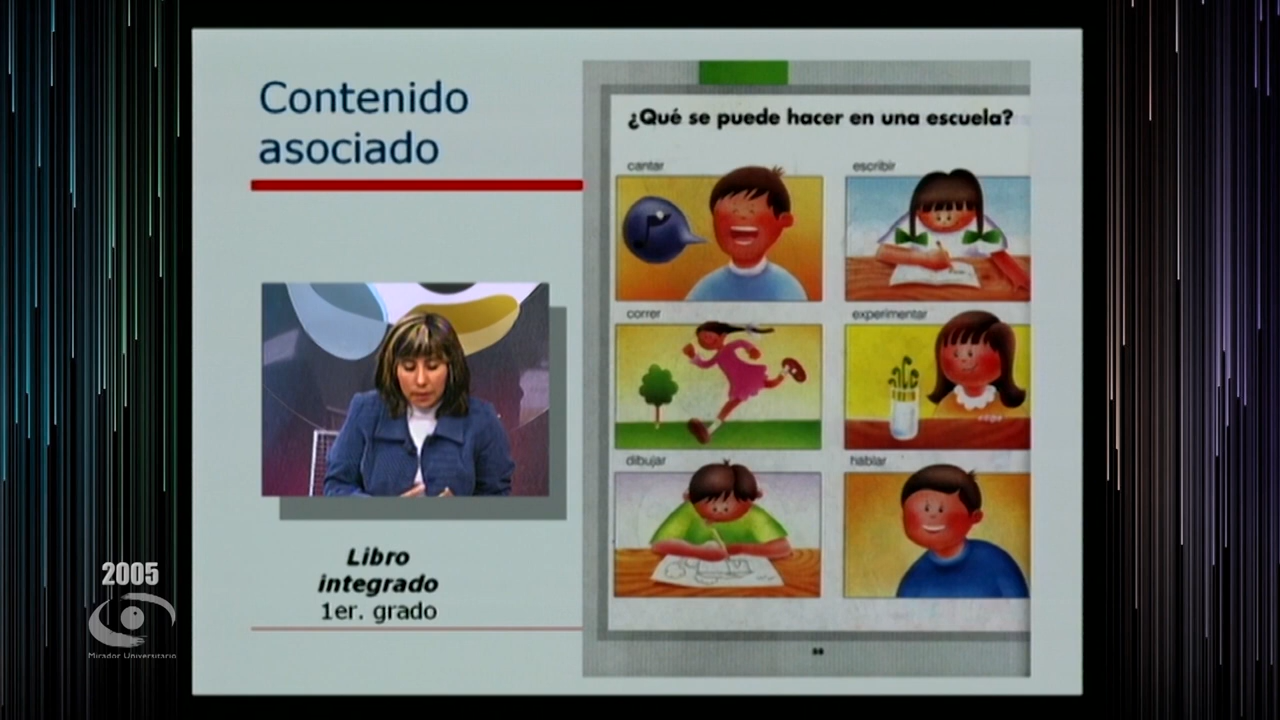 Contenido
asociado
¿Qué se puede hacer en una escuela?
cantar
escribir
correr
experimentar
dibujar
hablar
Libro
integrado
1er. grado
2005
Mirador Universitario